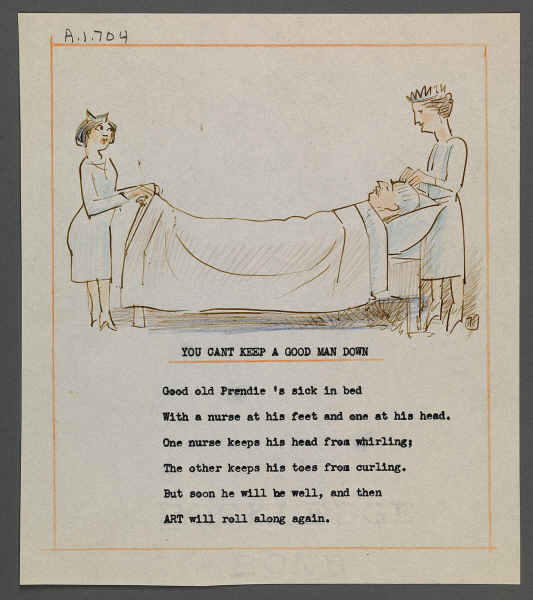 A.1.704
YOU CANT KEEP A GOOD MAN DOWN
Good old Prendie 's sick in bed
With a nurse at his feet and one at his head.
One nurse keeps his head from whirling;
The other keeps his toes from curling.
But soon he will be well, and then
ART will roll along again.